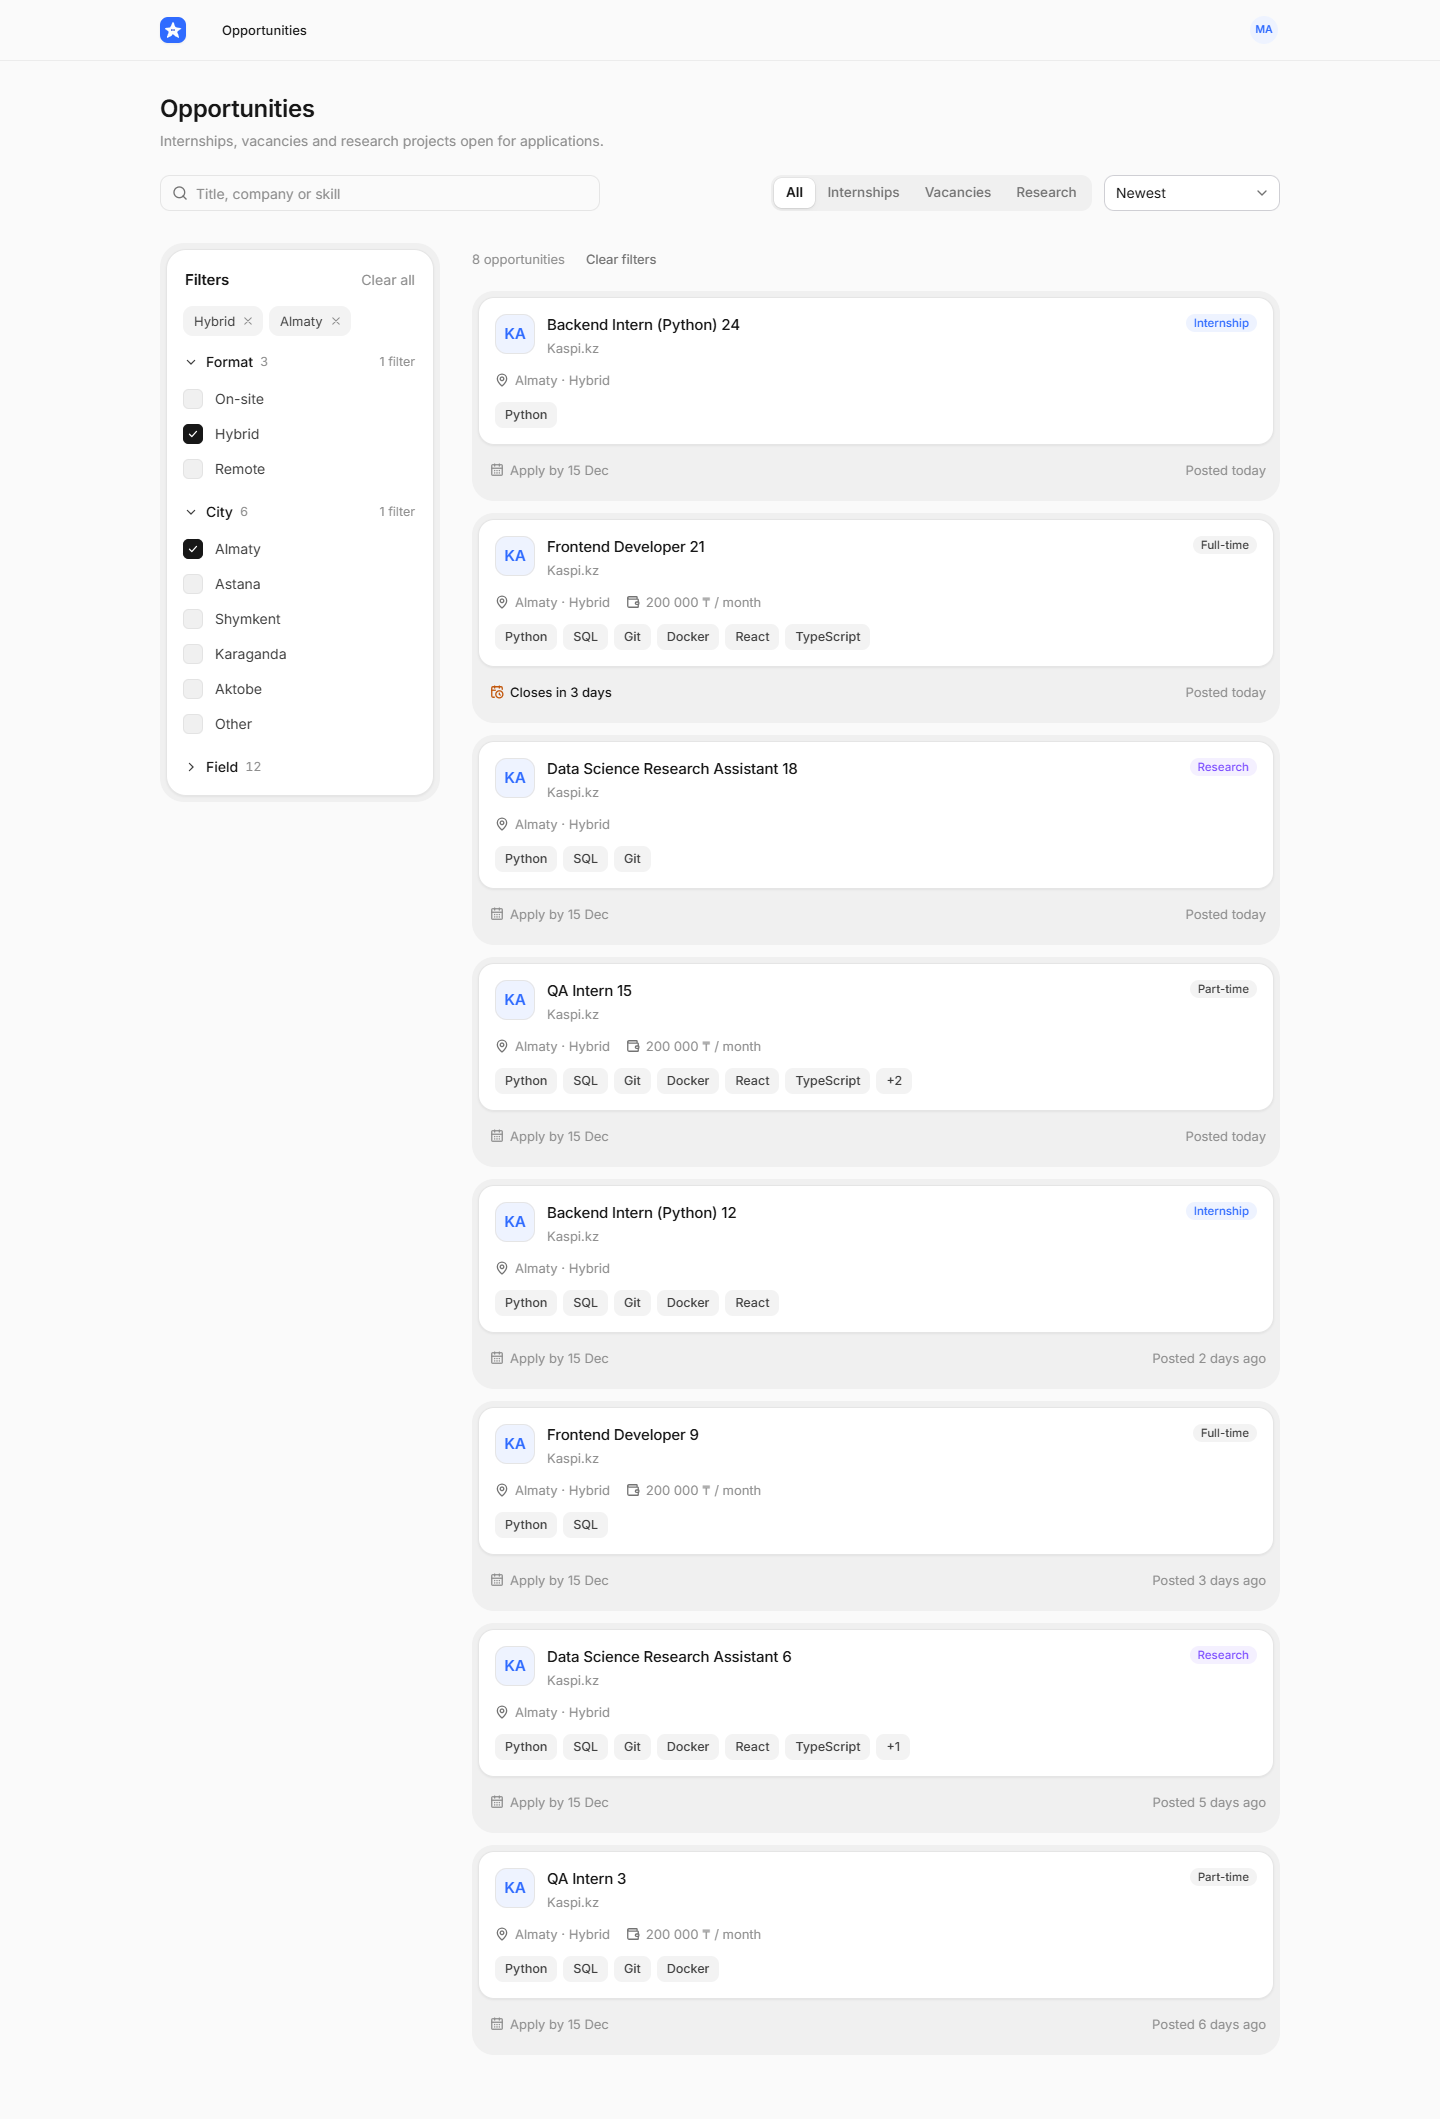 Opportunities
MA
Opportunities
Internships, vacancies and research projects open for applications.
Title, company or skill
All Internships Vacancies Research
Newest
Filters Clear all
Hybrid Almaty
Format 3 1 filter
On-site
Hybrid
Remote
City 6 1 filter
Almaty
Astana
Shymkent
Karaganda
Aktobe
Other
Field 12
8 opportunities Clear filters
KA
Backend Intern (Python) 24
Internship
Kaspi.kz
Almaty · Hybrid
Python
Apply by 15 Dec Posted today
KA
Frontend Developer 21
Full-time
Kaspi.kz
Almaty · Hybrid 200 000 ₸ / month
Python SQL Git Docker React TypeScript
Closes in 3 days Posted today
KA
Data Science Research Assistant 18
Research
Kaspi.kz
Almaty · Hybrid
Python SQL Git
Apply by 15 Dec Posted today
KA
QA Intern 15
Part-time
Kaspi.kz
Almaty · Hybrid 200 000 ₸ / month
Python SQL Git Docker React TypeScript +2
Apply by 15 Dec Posted today
KA
Backend Intern (Python) 12
Internship
Kaspi.kz
Almaty · Hybrid
Python SQL Git Docker React
Apply by 15 Dec Posted 2 days ago
KA
Frontend Developer 9
Full-time
Kaspi.kz
Almaty · Hybrid 200 000 ₸ / month
Python SQL
Apply by 15 Dec Posted 3 days ago
KA
Data Science Research Assistant 6
Research
Kaspi.kz
Almaty · Hybrid
Python SQL Git Docker React TypeScript +1
Apply by 15 Dec Posted 5 days ago
KA
QA Intern 3
Part-time
Kaspi.kz
Almaty · Hybrid 200 000 ₸ / month
Python SQL Git Docker
Apply by 15 Dec Posted 6 days ago